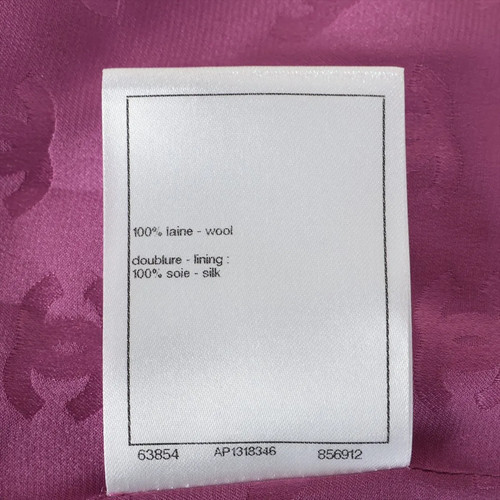 100% laine - wool
doublure - lining :
100% soie - silk
63854 AP1318346 856912